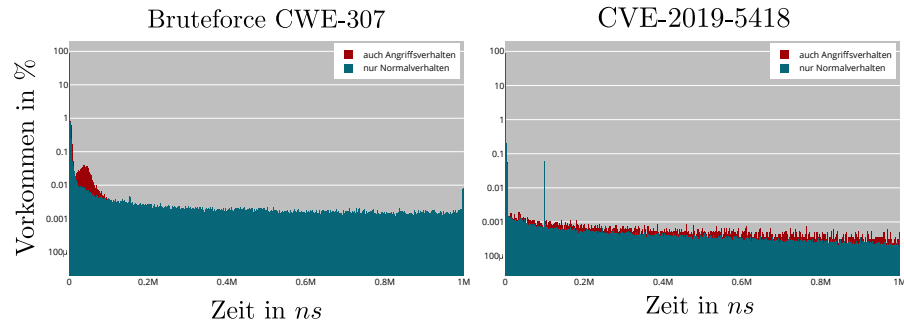 Bruteforce CWE-307
CVE-2019-5418
Vorkommen in %
100
10
1
0.1
0.01
0.001
100µ
auch Angriffsverhalten
nur Normalverhalten
0
0.2M
0.4M
0.6M
0.8M
1M
Zeit in ns
100
10
1
0.1
0.01
0.001
100µ
auch Angriffsverhalten
nur Normalverhalten
0
0.2M
0.4M
0.6M
0.8M
1M
Zeit in ns